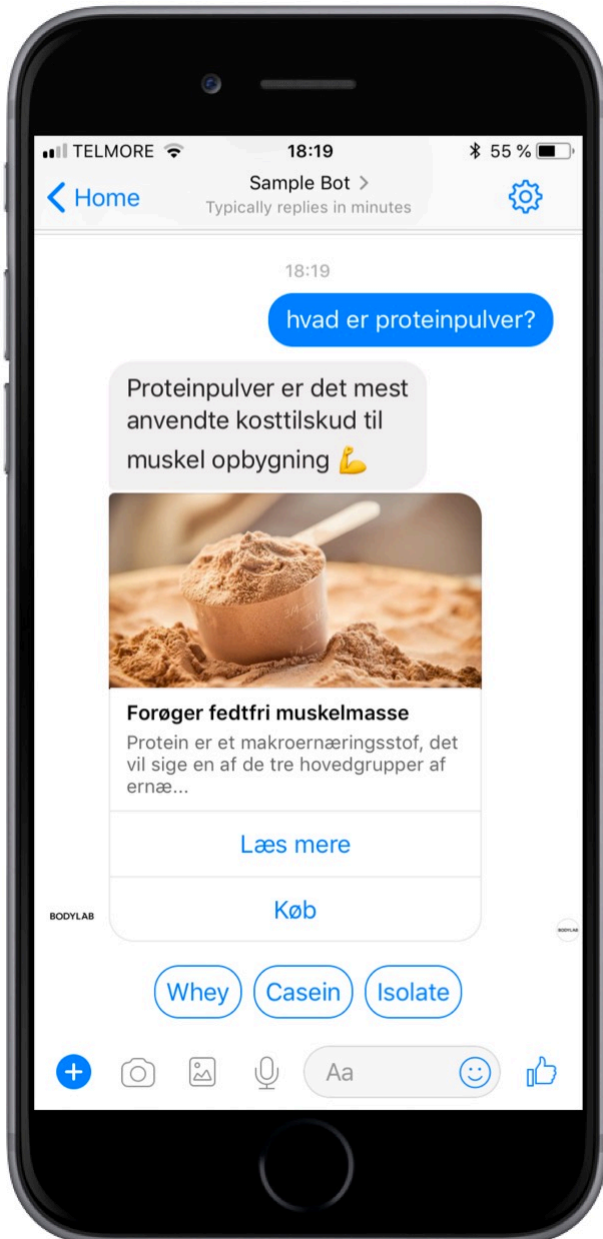 TELMORE 18:19 55 %
Home Sample Bot >
Typically replies in minutes
18:19
hvad er proteinpulver?
Proteinpulver er det mest
anvendte kosttilskud til
muskel opbygning 💪
Forøger fedtfri muskelmasse
Protein er et makroernæringsstof, det
vil sige en af de tre hovedgrupper af
ernæ...
Læs mere
Køb
BODYLAB
BODYLAB
Whey Casein Isolate
Aa